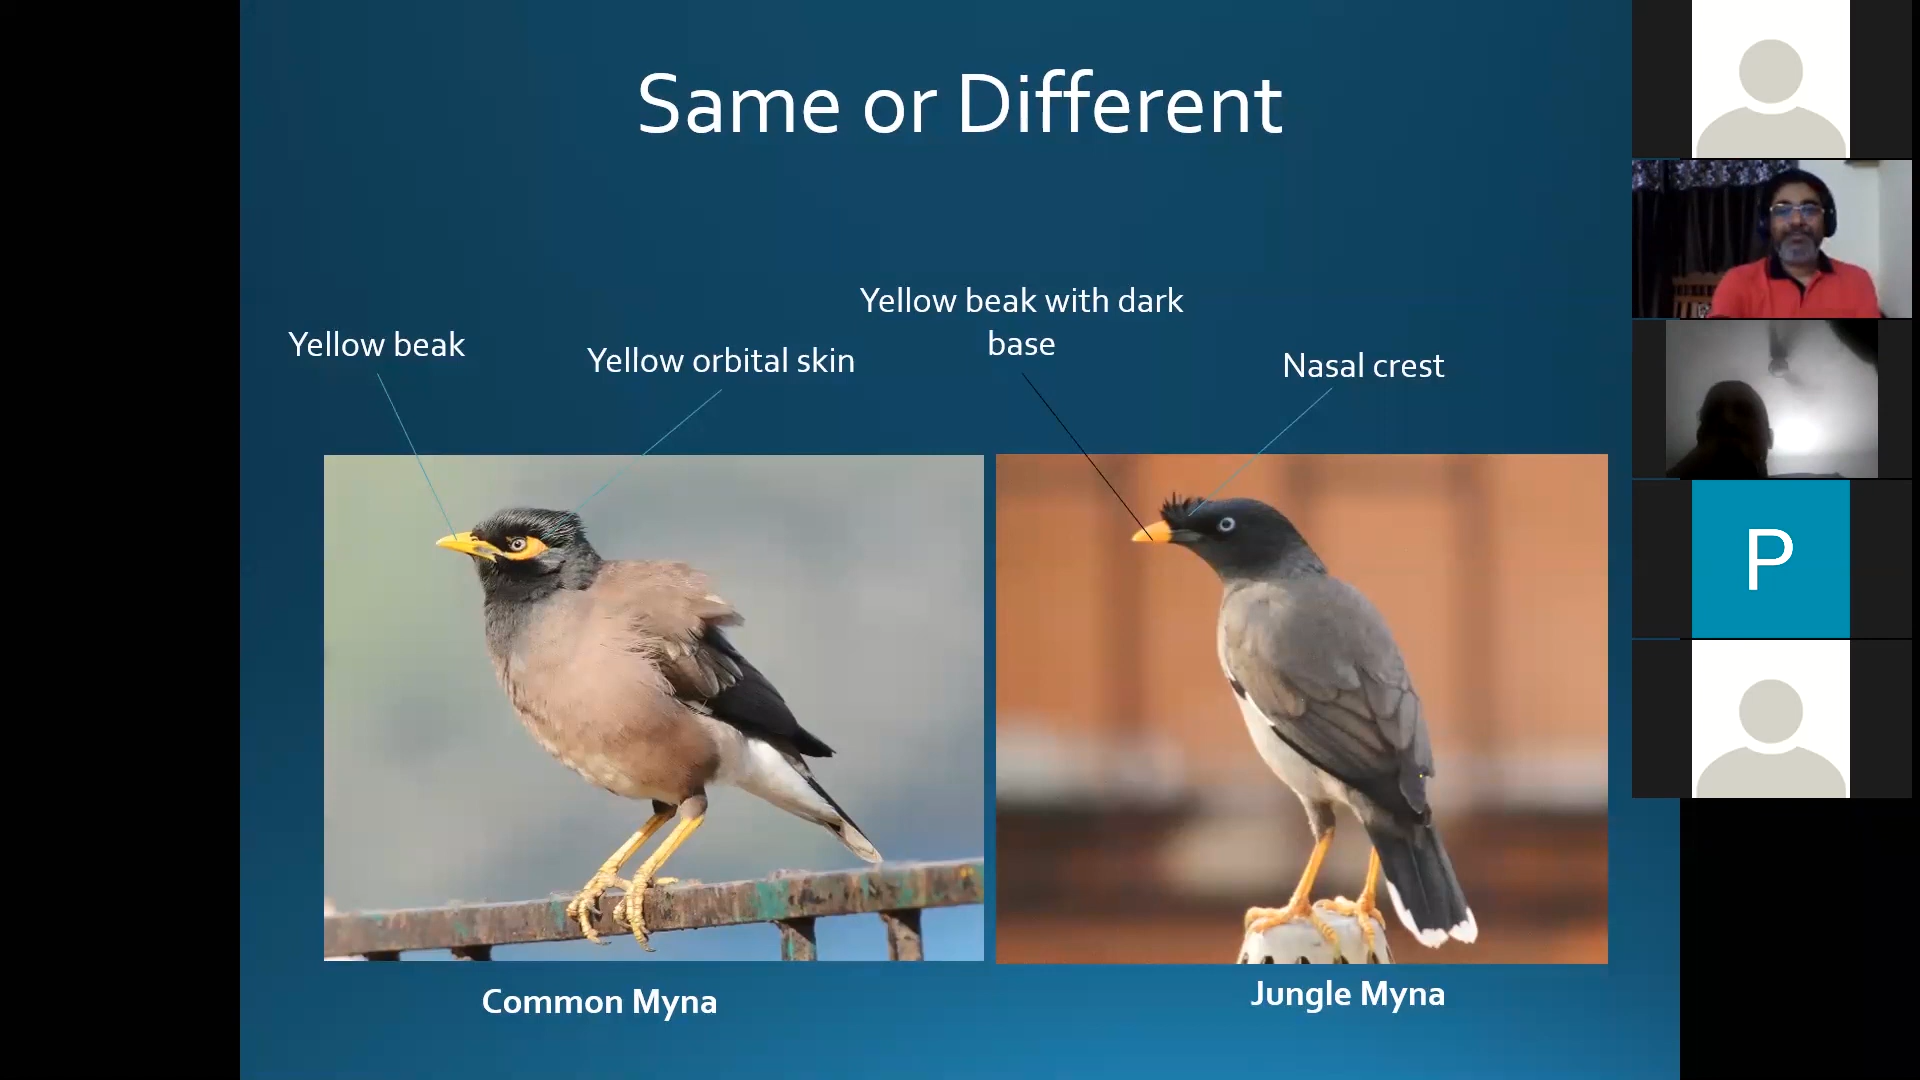 Same or Different
Yellow beak
Yellow orbital skin
Yellow beak with dark
base
Nasal crest
Common Myna
Jungle Myna
P